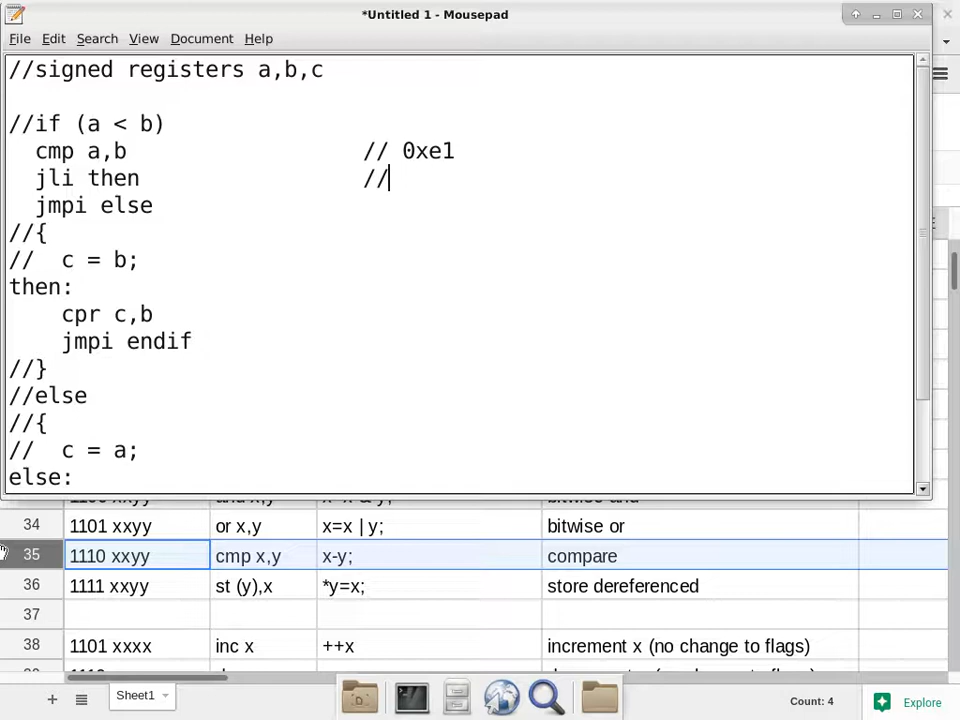 *Untitled 1 - Mousepad
File Edit Search View Document Help
//signed registers a,b,c
//if (a < b)
cmp a,b // 0xe1
jli then //
jmpi else
//{
// c = b;
then:
cpr c,b
jmpi endif
//}
//else
//{
// c = a;
else:
34 1101 xxyy or x,y x=x | y; bitwise or
35 1110 xxyy cmp x,y x-y; compare
36 1111 xxyy st (y),x *y=x; store dereferenced
37
38 1101 xxxx inc x ++x increment x (no change to flags)
+ Sheet1 Count: 4 Explore